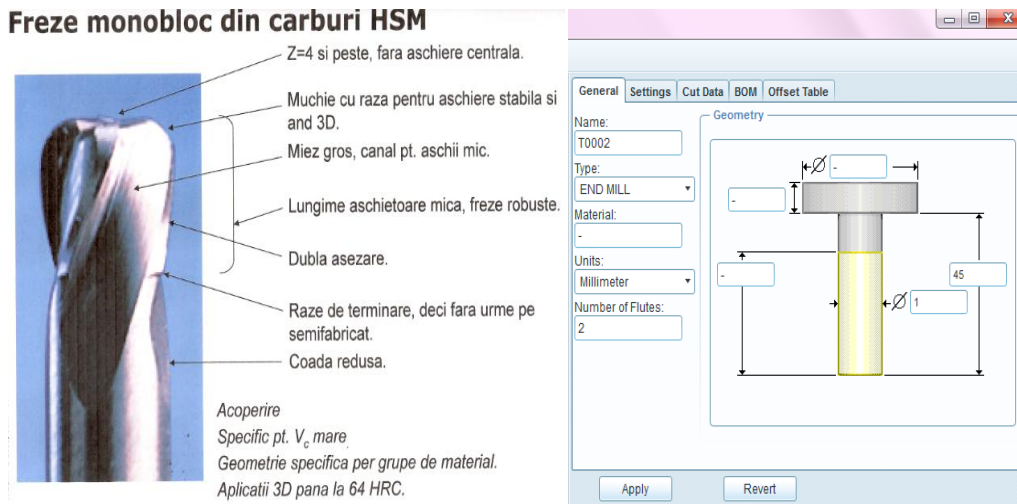 Freze monobloc din carburi HSM
Z=4 si peste, fara aschiere centrala.
Muchie cu raza pentru aschiere stabila si
and 3D.
Miez gros, canal pt. aschii mic.
Lungime aschietoare mica, freze robuste.
Dubla asezare.
Raze de terminare, deci fara urme pe
semifabricat.
Coada redusa.
Acoperire
Specific pt. Vc mare
Geometrie specifica per grupe de material.
Aplicatii 3D pana la 64 HRC.
General Settings Cut Data BOM Offset Table
Name:
T0002
Type:
END MILL
Material:
-
Units:
Millimeter
Number of Flutes:
2
Geometry
Ø -
-
-
45
Ø 1
Apply Revert